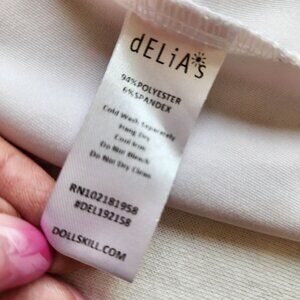 dELiA's
94%POLYESTER
6%SPANDEX
Cold Wash Separately
Hang Dry
Cool Iron
Do Not Bleach
Do Not Dry Clean
RN102181958
#DEL192158
DOLLSKILL.COM